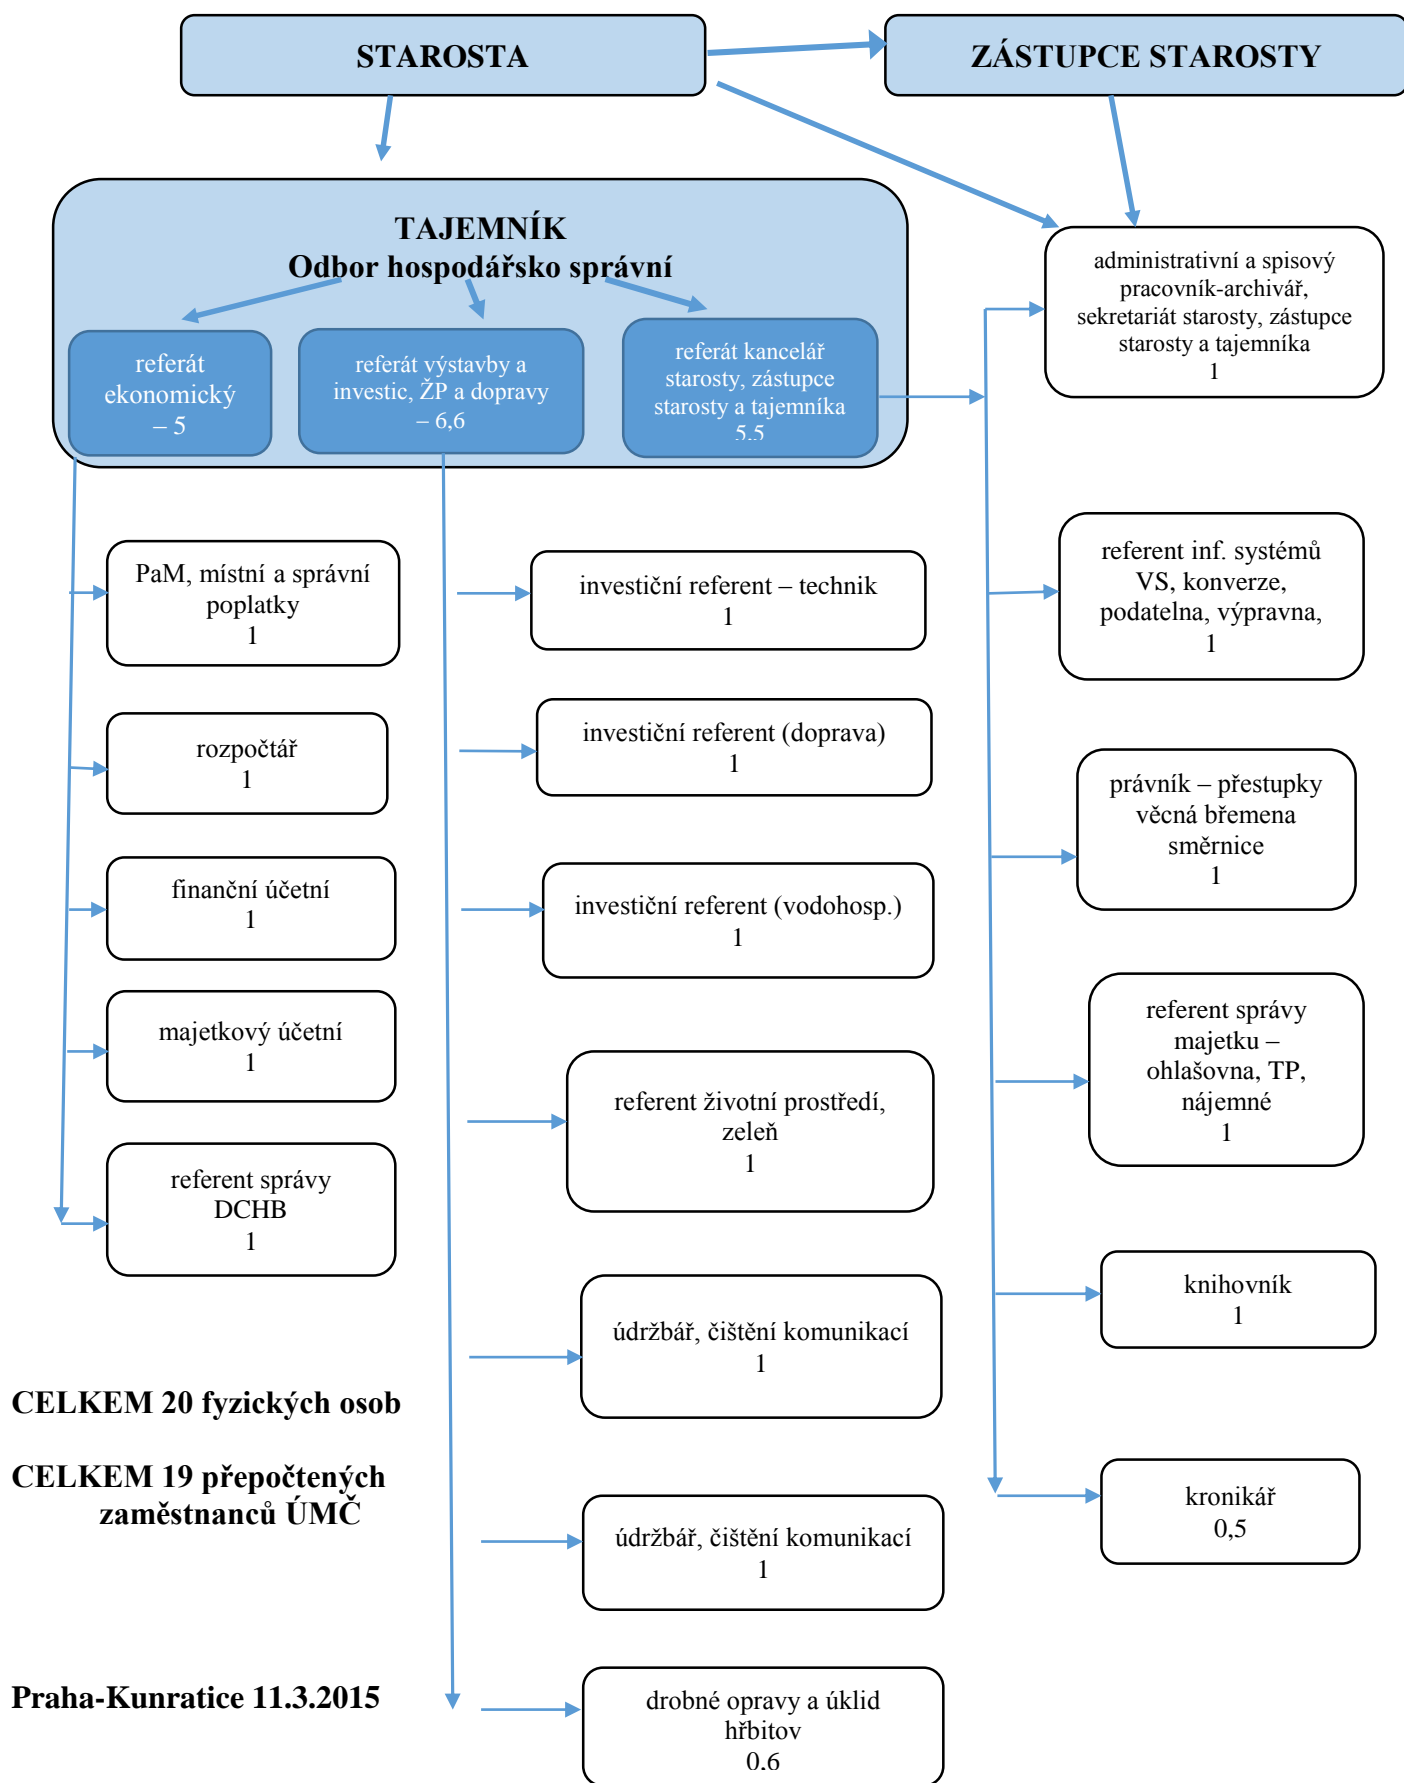 STAROSTA
ZÁSTUPCE STAROSTY
TAJEMNÍK
Odbor hospodářsko správní
referát
ekonomický
– 5
referát výstavby a
investic, ŽP a dopravy
– 6,6
referát kancelář
starosty, zástupce
starosty a tajemníka
5,5
administrativní a spisový
pracovník-archivář,
sekretariát starosty, zástupce
starosty a tajemníka
1
PaM, místní a správní
poplatky
1
rozpočtář
1
finanční účetní
1
majetkový účetní
1
referent správy
DCHB
1
investiční referent – technik
1
investiční referent (doprava)
1
investiční referent (vodohosp.)
1
referent životní prostředí,
zeleň
1
údržbář, čištění komunikací
1
údržbář, čištění komunikací
1
drobné opravy a úklid
hřbitov
0,6
referent inf. systémů
VS, konverze,
podatelna, výpravna,
1
právník – přestupky
věcná břemena
směrnice
1
referent správy
majetku –
ohlašovna, TP,
nájemné
1
knihovník
1
kronikář
0,5
CELKEM 20 fyzických osob
CELKEM 19 přepočtených
zaměstnanců ÚMČ
Praha-Kunratice 11.3.2015